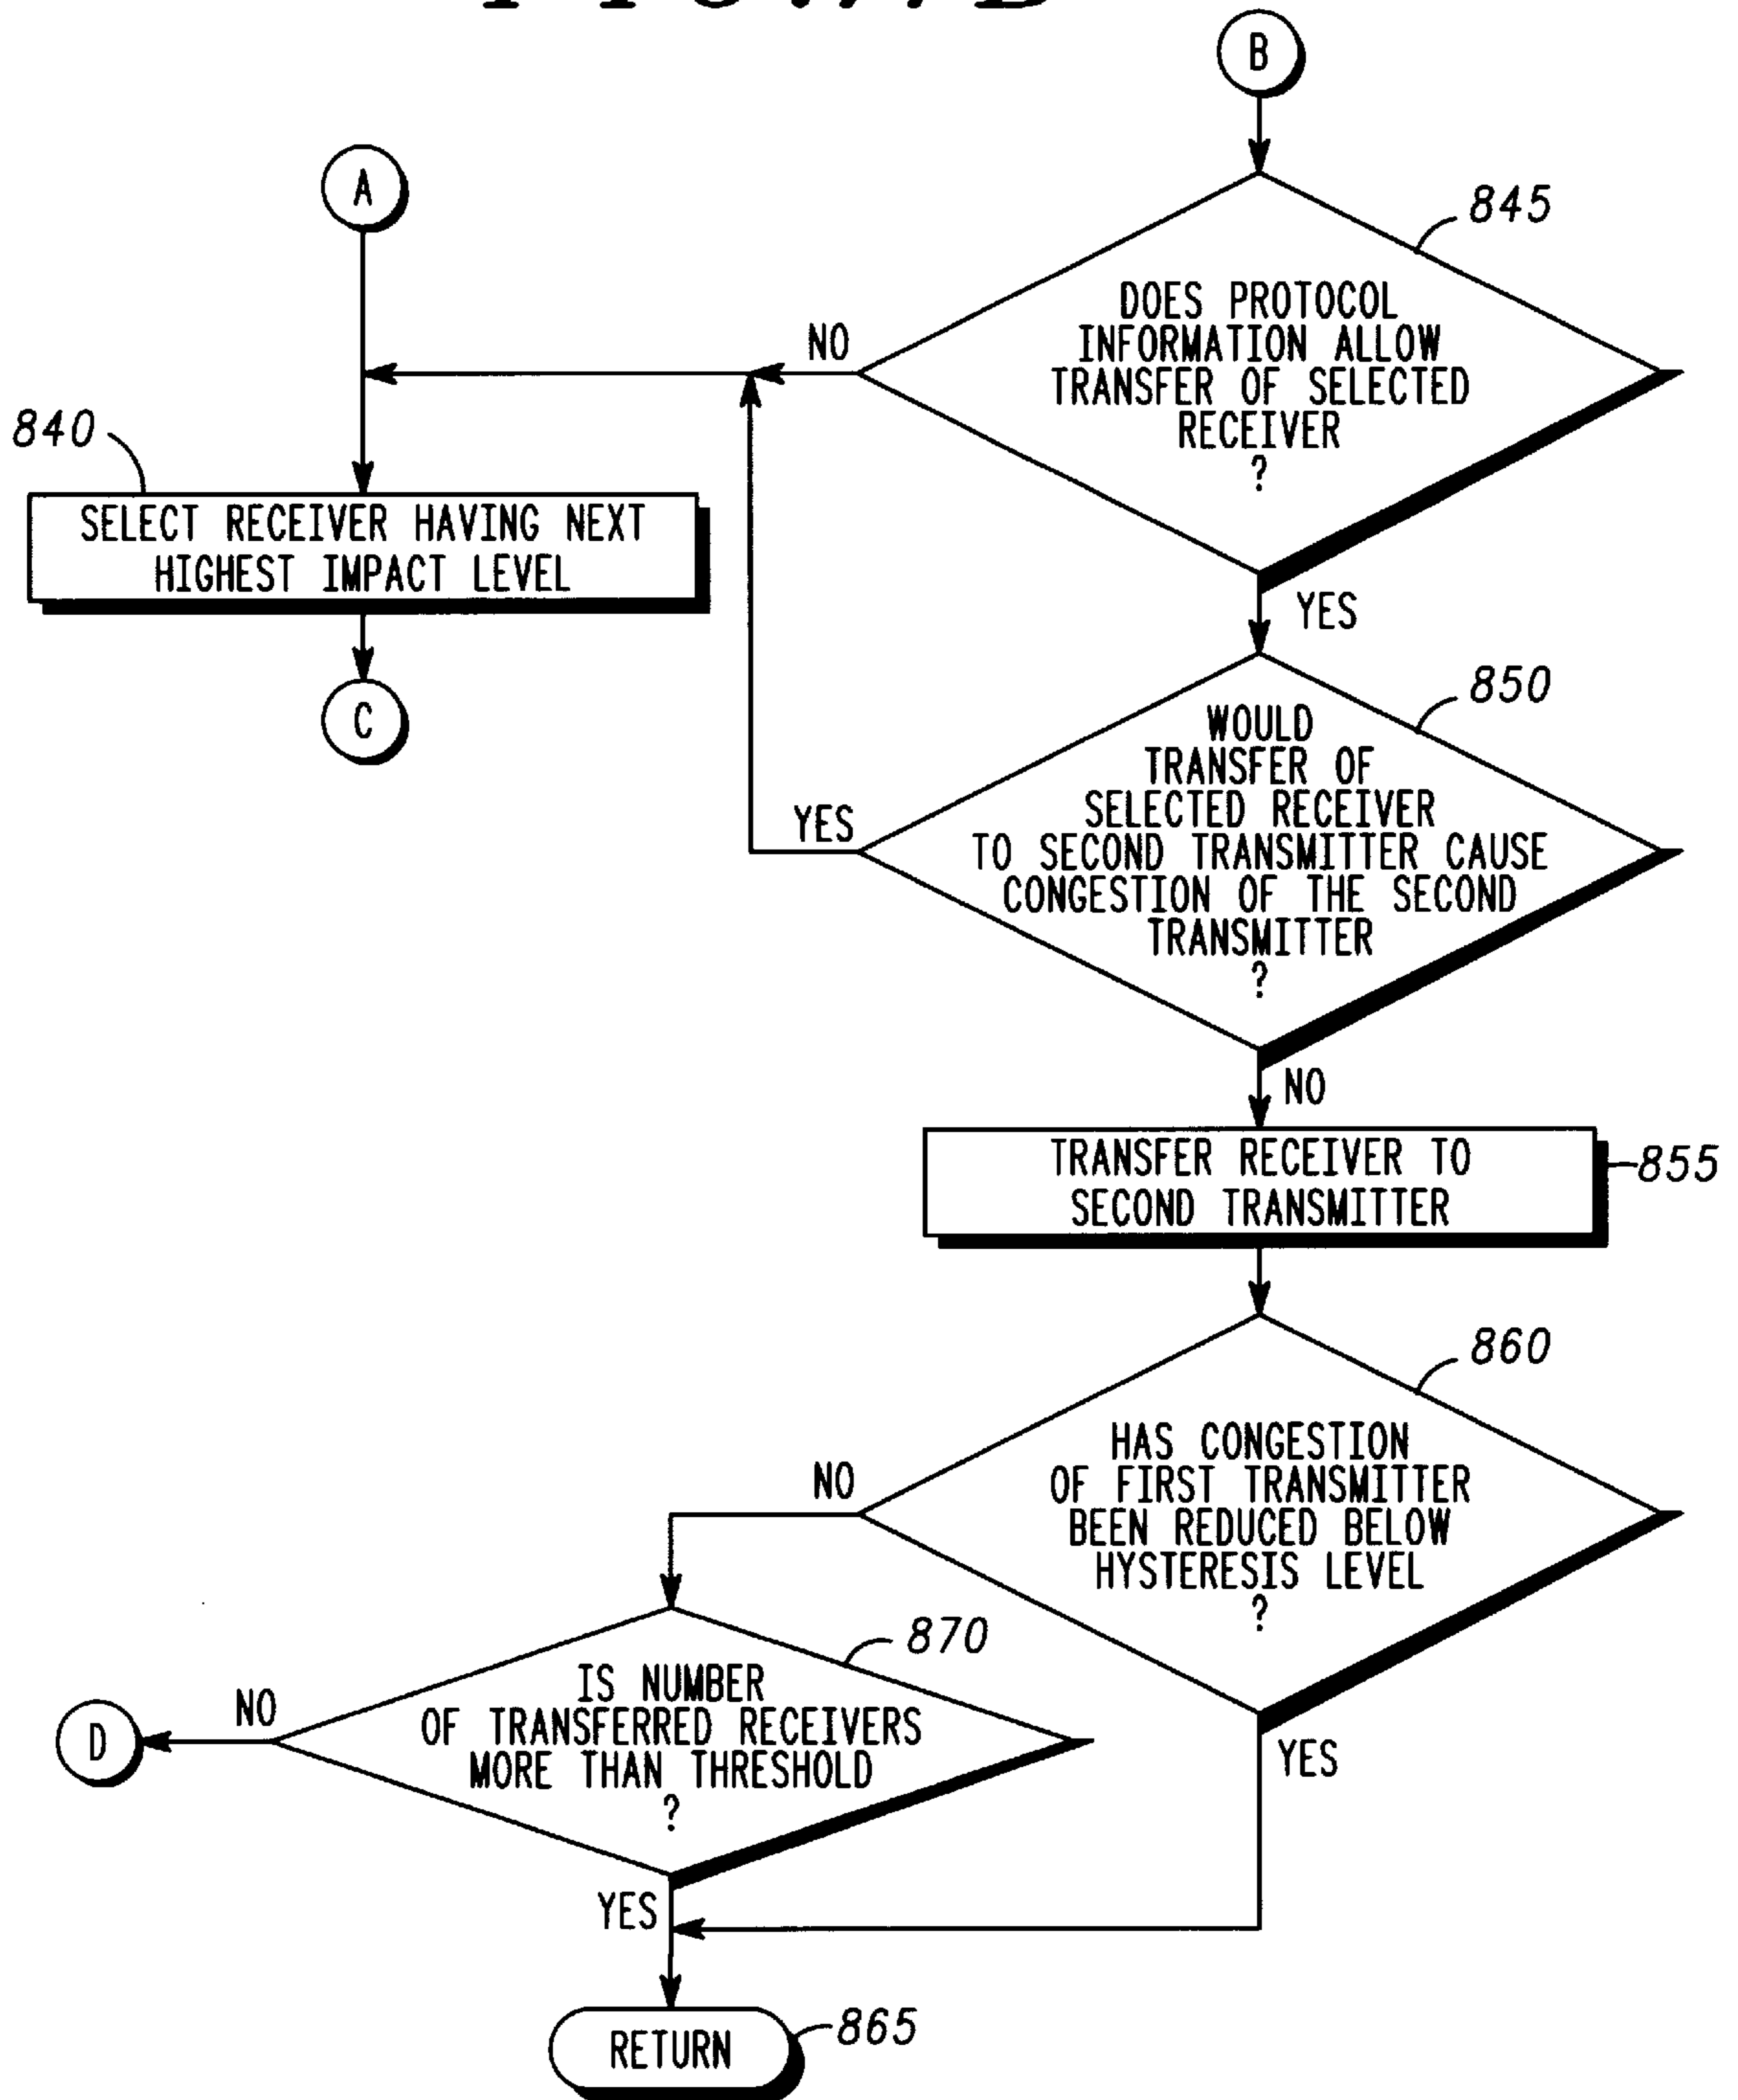 B
A
845
DOES PROTOCOL
INFORMATION ALLOW
TRANSFER OF SELECTED
RECEIVER
?
NO
840
SELECT RECEIVER HAVING NEXT
HIGHEST IMPACT LEVEL
YES
C
850
WOULD
TRANSFER OF
SELECTED RECEIVER
TO SECOND TRANSMITTER CAUSE
CONGESTION OF THE SECOND
TRANSMITTER
?
YES
NO
TRANSFER RECEIVER TO
SECOND TRANSMITTER
855
860
HAS CONGESTION
OF FIRST TRANSMITTER
BEEN REDUCED BELOW
HYSTERESIS LEVEL
?
NO
870
IS NUMBER
OF TRANSFERRED RECEIVERS
MORE THAN THRESHOLD
?
NO
D
YES
YES
RETURN
865